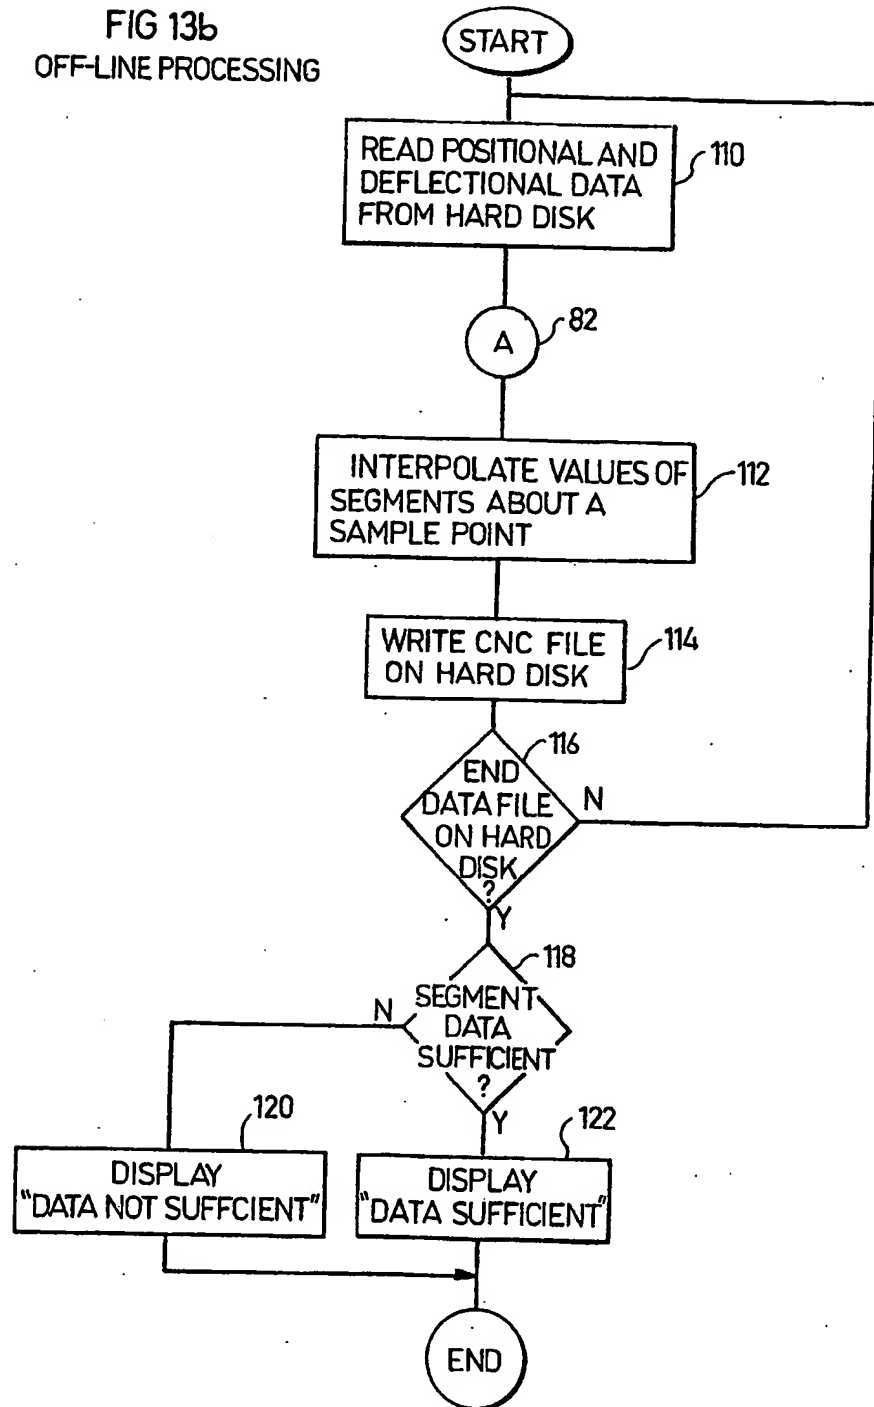 FIG 13b
OFF-LINE PROCESSING
START
READ POSITIONAL AND
DEFLECTIONAL DATA
FROM HARD DISK
110
A
82
INTERPOLATE VALUES OF
SEGMENTS ABOUT A
SAMPLE POINT
112
WRITE CNC FILE
ON HARD DISK
114
116
END
DATA FILE
ON HARD
DISK
?
N
Y
118
SEGMENT
DATA
SUFFICIENT
?
N
Y
120
DISPLAY
"DATA NOT SUFFCIENT"
122
DISPLAY
"DATA SUFFICIENT"
END